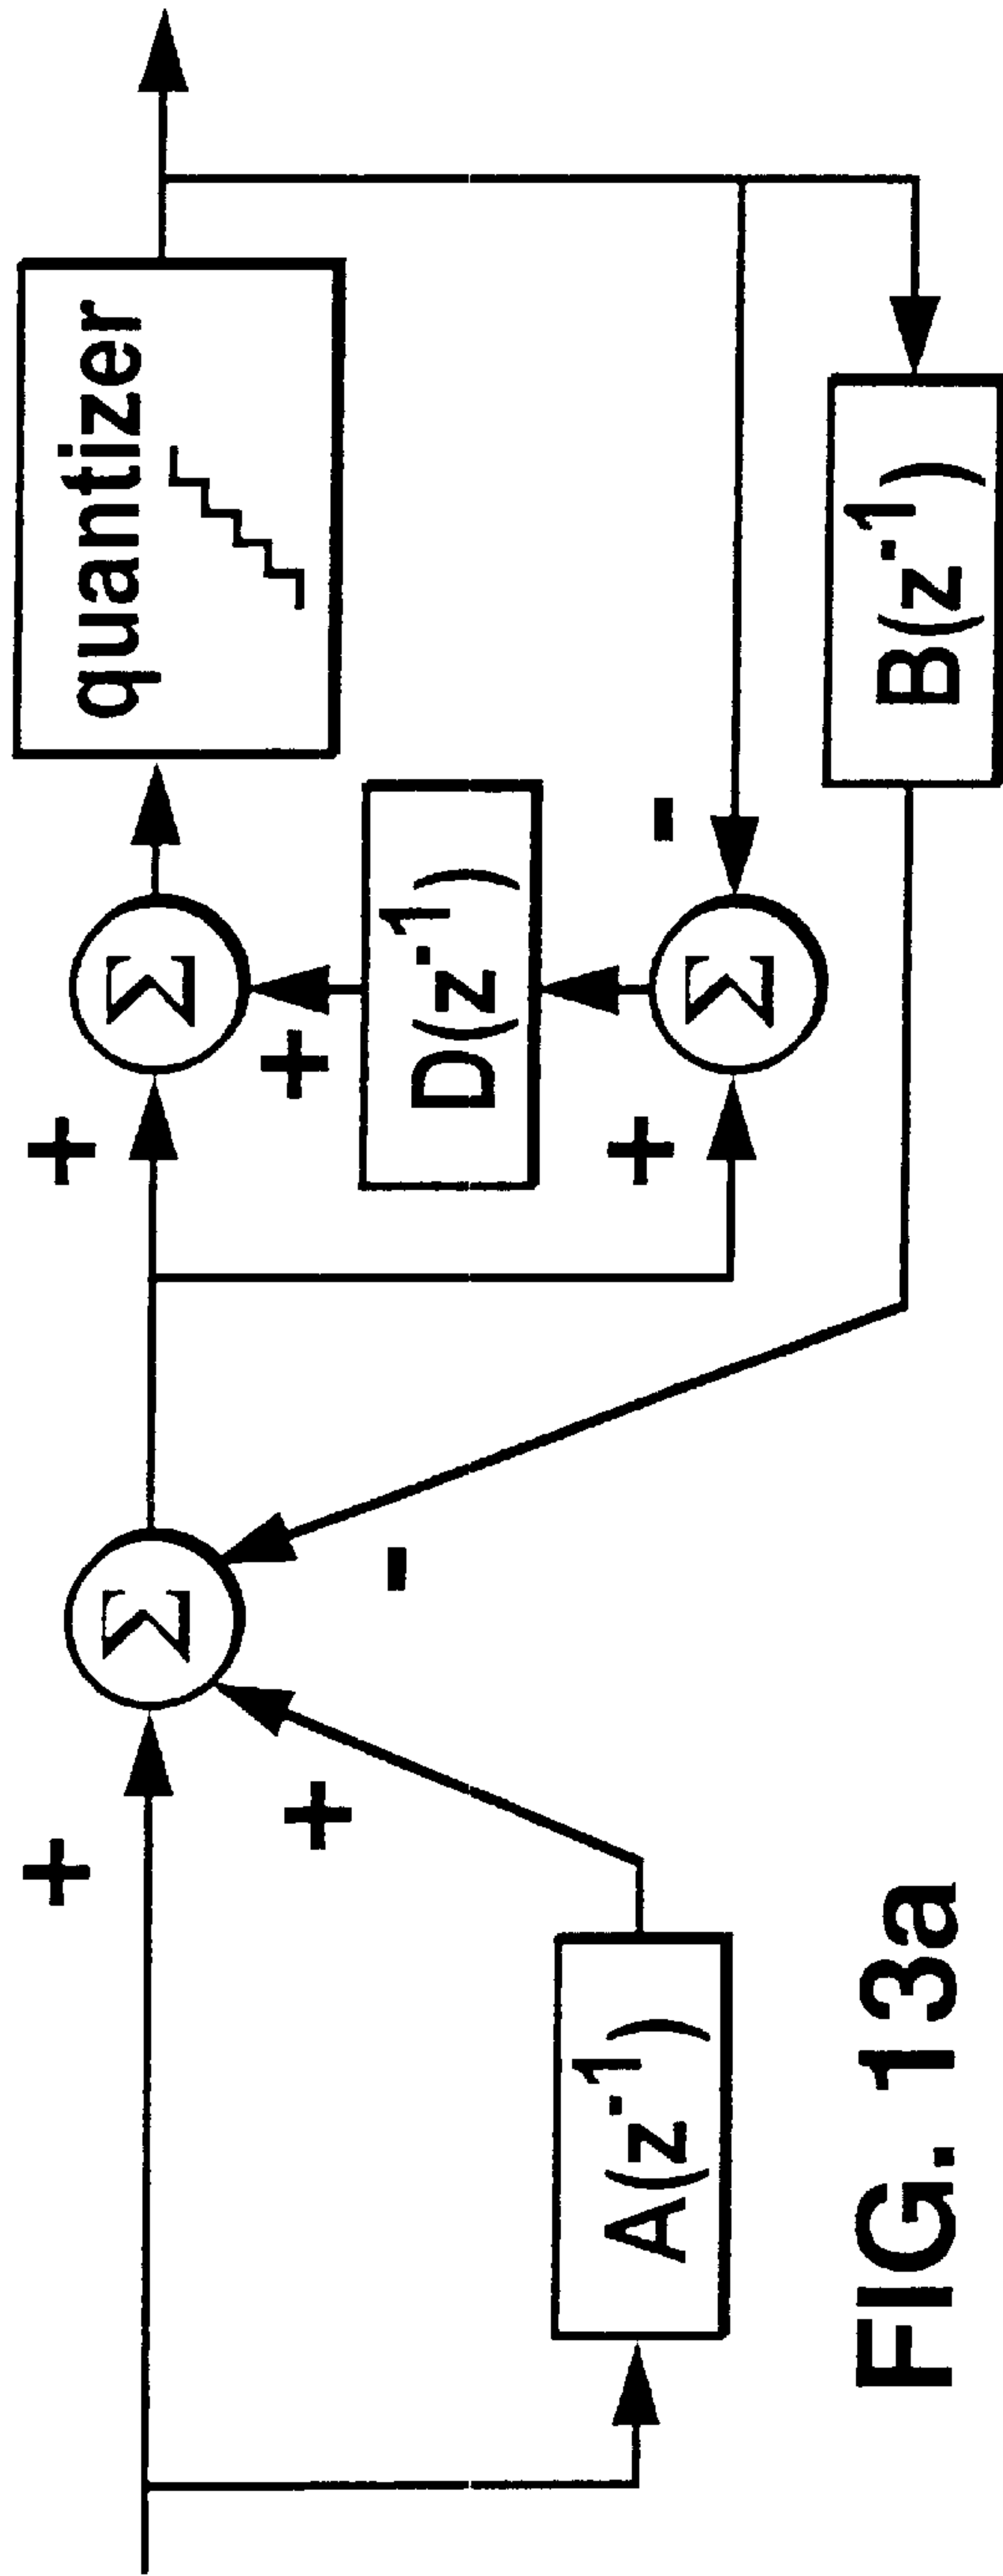 quantizer
+
+
Σ
+
Σ
+
D(z⁻¹)
-
-
+
Σ
A(z⁻¹)
B(z⁻¹)
FIG. 13a